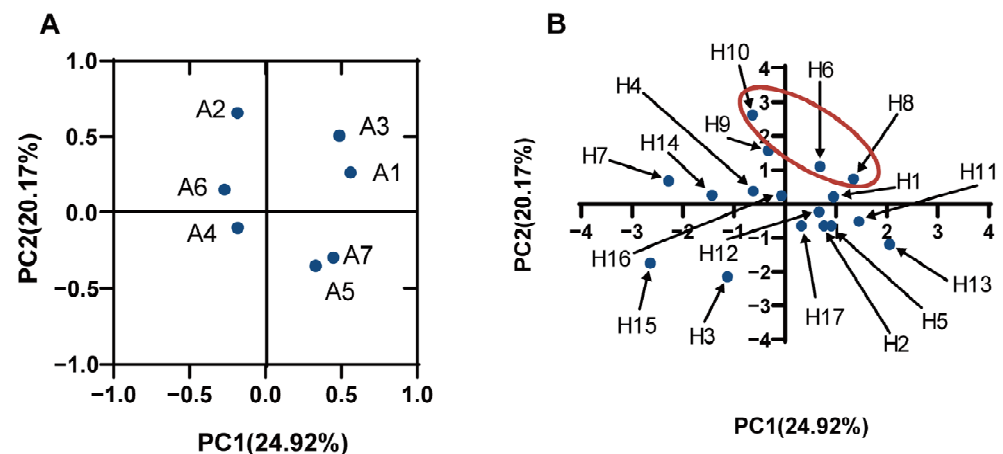 A
1.0
0.5
0.0
−0.5
−1.0
−1.0 −0.5 0.0 0.5 1.0
PC2(20.17%)
PC1(24.92%)
A2
A3
A1
A6
A4
A7
A5
B
H10
H6
H4
H8
H9
H14
H7
H11
H1
H16
H12
H13
H15
H3
H17
H5
H2
4
3
2
1
−1
−2
−3
−4
−4 −3 −2 −1 1 2 3 4
PC2(20.17%)
PC1(24.92%)